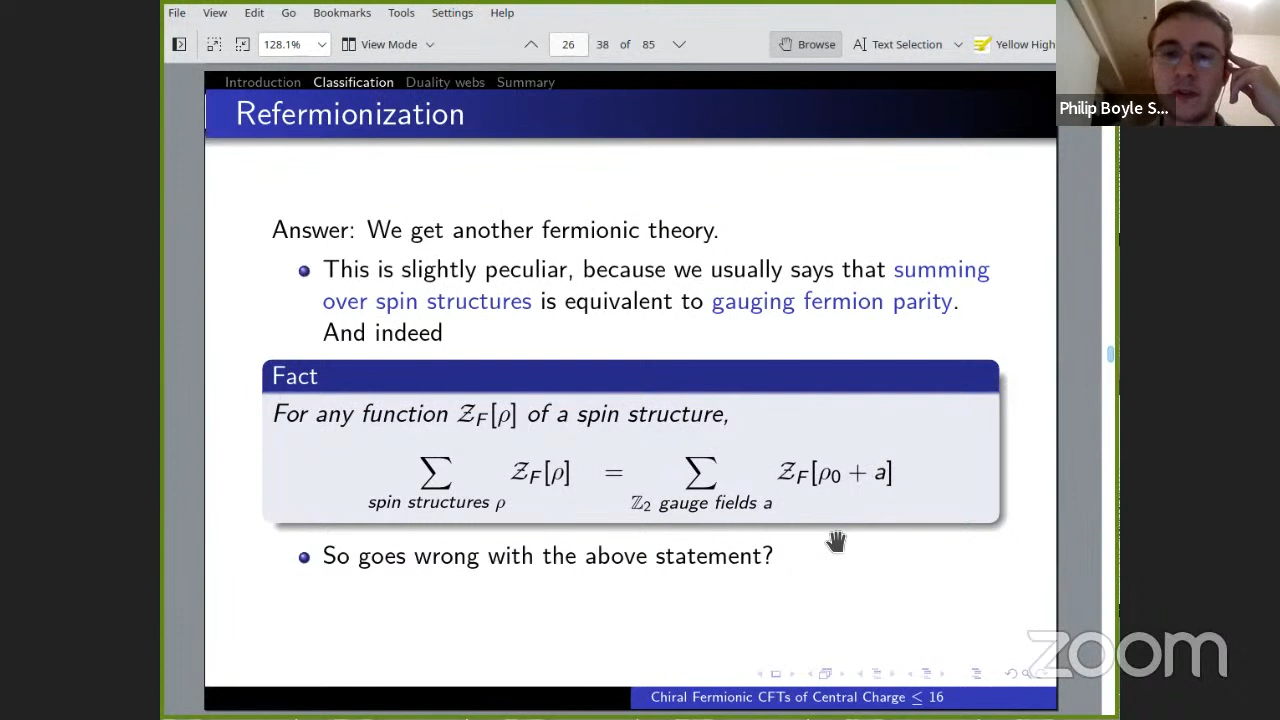 File View Edit Go Bookmarks Tools Settings Help
128.1% View Mode 26 38 of 85 Browse Text Selection Yellow High
Philip Boyle S...
Introduction Classification Duality webs Summary
Refermionization
Answer: We get another fermionic theory.
This is slightly peculiar, because we usually says that summing
over spin structures is equivalent to gauging fermion parity.
And indeed
Fact
For any function Z_F[ρ] of a spin structure,
∑ Z_F[ρ] = ∑ Z_F[ρ₀ + a]
spin structures ρ ℤ₂ gauge fields a
So goes wrong with the above statement?
zoom
Chiral Fermionic CFTs of Central Charge ≤ 16